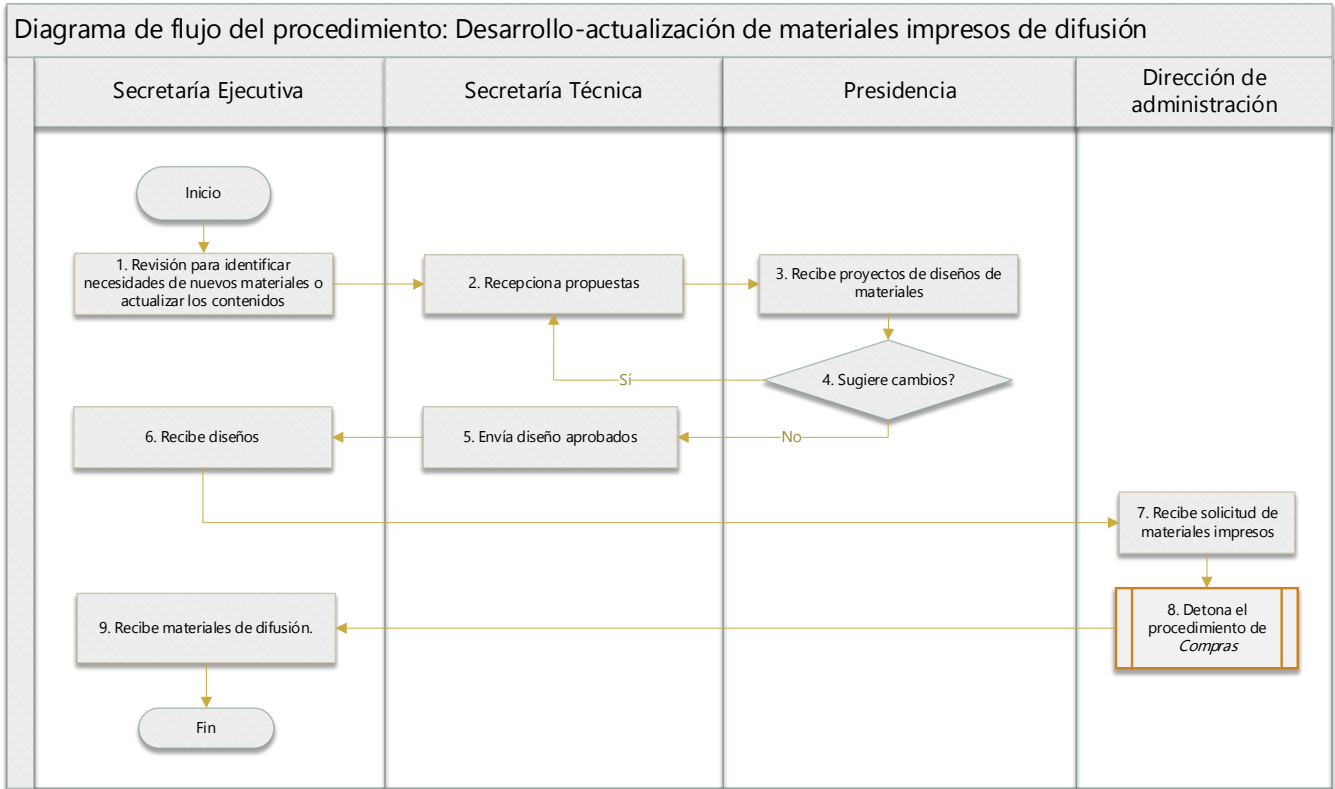 Diagrama de flujo del procedimiento: Desarrollo-actualización de materiales impresos de difusión
Secretaría Ejecutiva
Secretaría Técnica
Presidencia
Dirección de
administración
Inicio
1. Revisión para identificar
necesidades de nuevos materiales o
actualizar los contenidos
2. Recepciona propuestas
3. Recibe proyectos de diseños de
materiales
4. Sugiere cambios?
Sí
6. Recibe diseños
5. Envía diseño aprobados
No
7. Recibe solicitud de
materiales impresos
8. Detona el
procedimiento de
Compras
9. Recibe materiales de difusión.
Fin